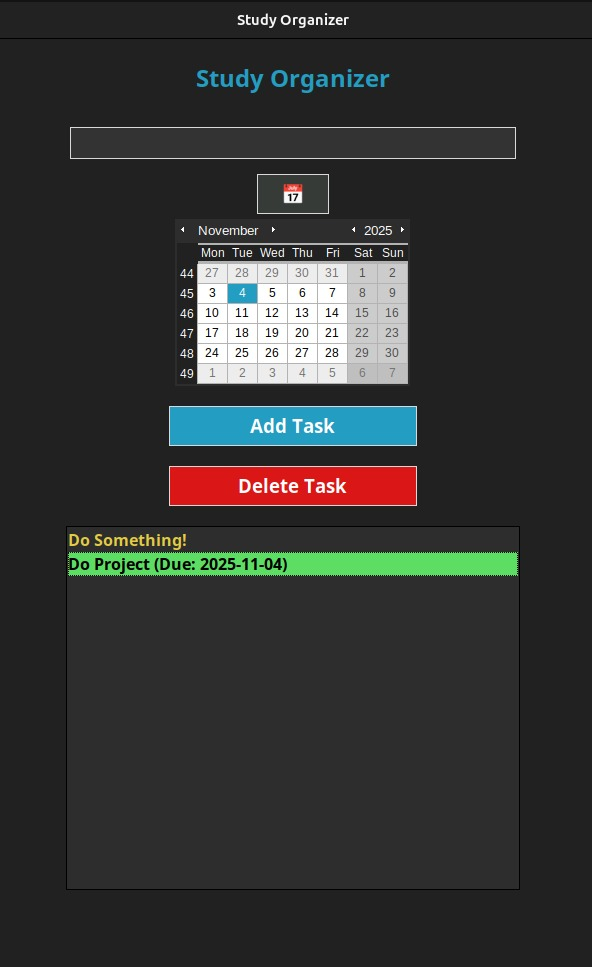 Study Organizer
Study Organizer
17
November 2025
Mon Tue Wed Thu Fri Sat Sun
44 27 28 29 30 31 1 2
45 3 4 5 6 7 8 9
46 10 11 12 13 14 15 16
47 17 18 19 20 21 22 23
48 24 25 26 27 28 29 30
49 1 2 3 4 5 6 7
Add Task
Delete Task
Do Something!
Do Project (Due: 2025-11-04)